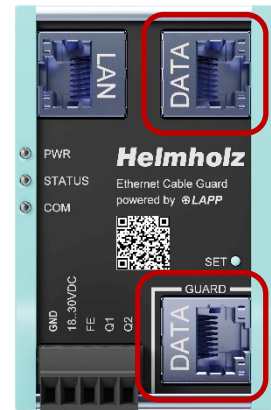 LAN
DATA
PWR
Helmholz
STATUS
Ethernet Cable Guard
COM
powered by LAPP
SET
GUARD
DATA
GND
18..30VDC
FE
Q1
Q2